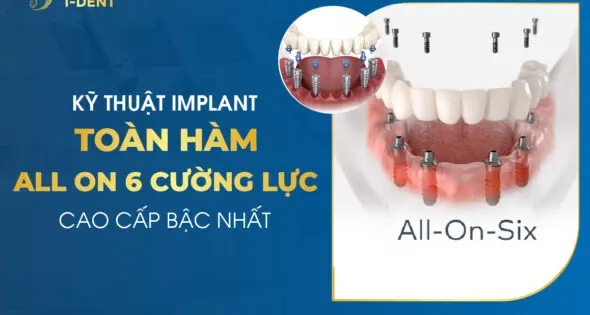 I-DENT
KỸ THUẬT IMPLANT
TOÀN HÀM
ALL ON 6 CƯỜNG LỰC
CAO CẤP BẬC NHẤT
All-On-Six